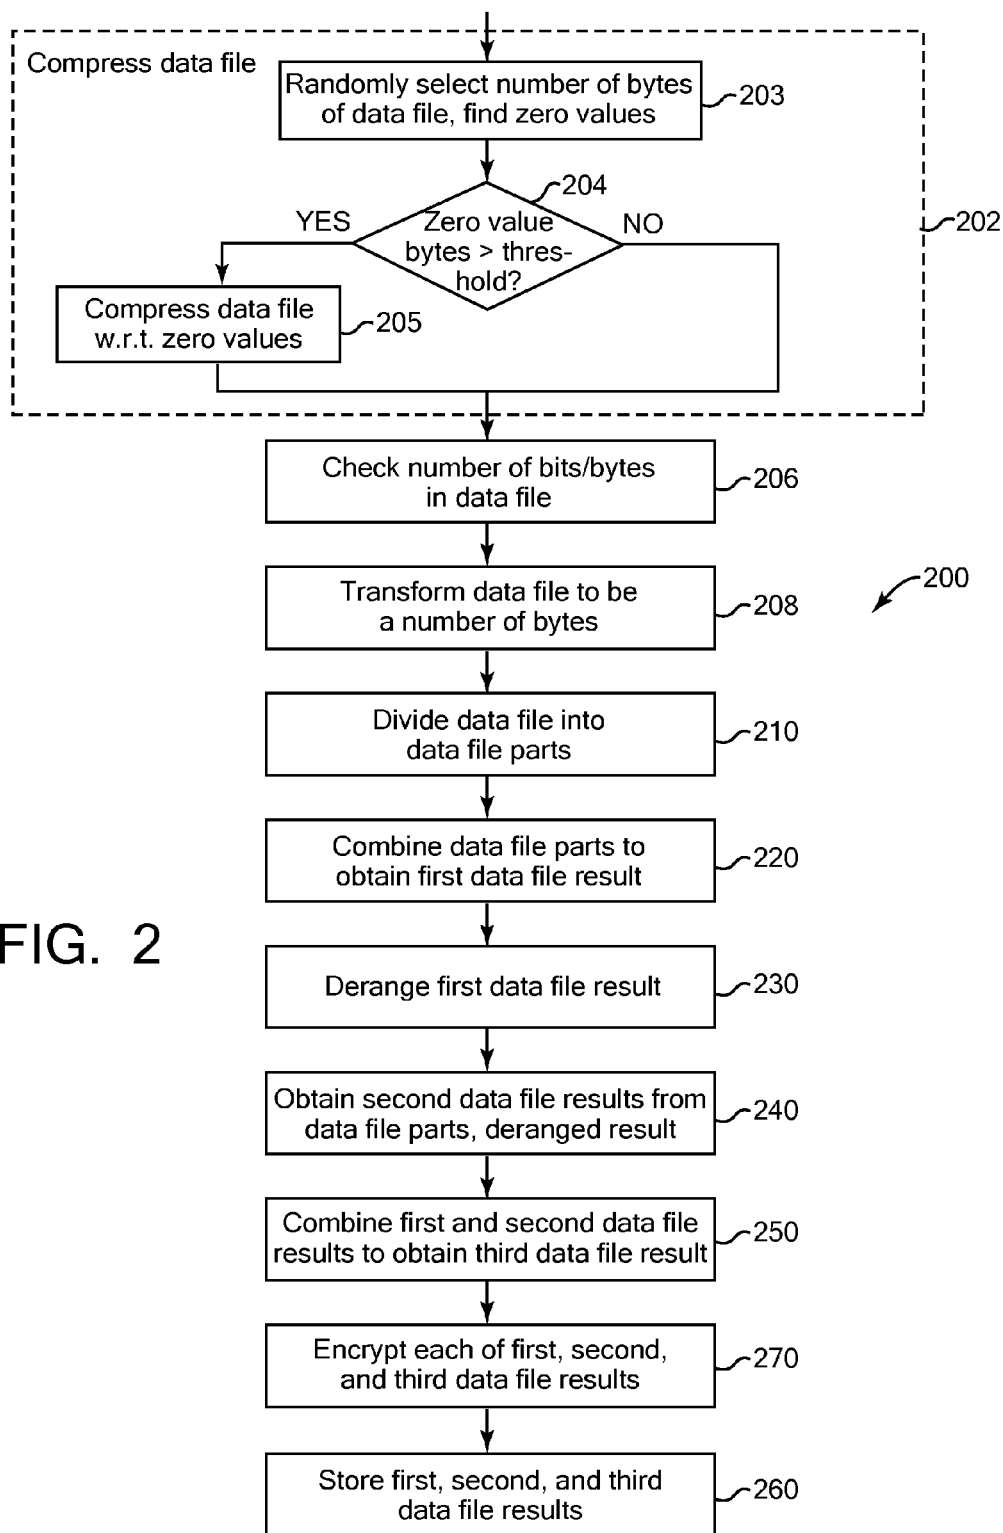 Compress data file
Randomly select number of bytes
of data file, find zero values
203
204
YES
Zero value
bytes > thres-
hold?
NO
202
Compress data file
w.r.t. zero values
205
Check number of bits/bytes
in data file
206
Transform data file to be
a number of bytes
208
200
Divide data file into
data file parts
210
Combine data file parts to
obtain first data file result
220
FIG. 2
Derange first data file result
230
Obtain second data file results from
data file parts, deranged result
240
Combine first and second data file
results to obtain third data file result
250
Encrypt each of first, second,
and third data file results
270
Store first, second, and third
data file results
260